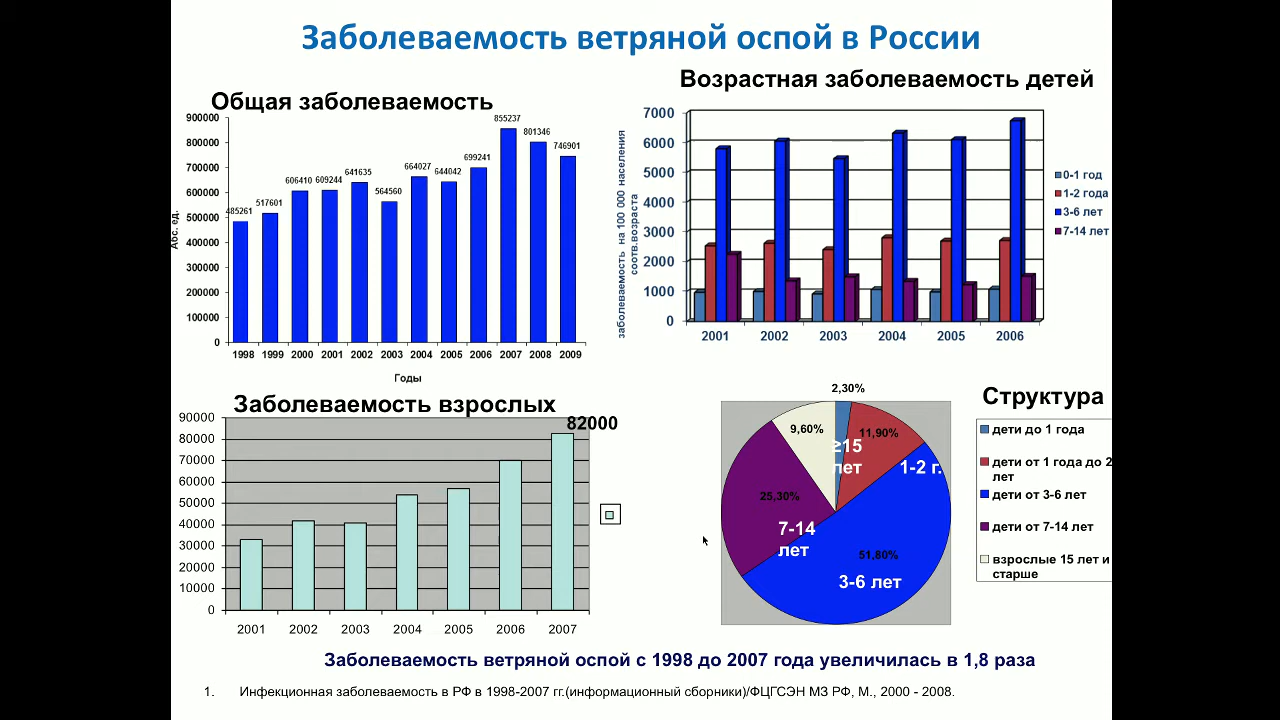 Заболеваемость ветряной оспой в России
Общая заболеваемость
900000
800000
700000
600000
500000
400000
300000
200000
100000
0
Абс. ед.
485261
517601
606410
609244
641635
564560
664027
644042
699241
855237
801346
746901
1998 1999 2000 2001 2002 2003 2004 2005 2006 2007 2008 2009
Годы
Возрастная заболеваемость детей
заболеваемость на 100 000 населения
соотв.возраста
7000
6000
5000
4000
3000
2000
1000
0
2001 2002 2003 2004 2005 2006
0-1 год
1-2 года
3-6 лет
7-14 лет
Заболеваемость взрослых
82000
90000
80000
70000
60000
50000
40000
30000
20000
10000
0
2001 2002 2003 2004 2005 2006 2007
Структура
2,30%
9,60%
11,90%
≥15
лет
1-2 г.
25,30%
7-14
лет
51,80%
3-6 лет
дети до 1 года
дети от 1 года до 2
лет
дети от 3-6 лет
дети от 7-14 лет
взрослые 15 лет и
старше
Заболеваемость ветряной оспой с 1998 до 2007 года увеличилась в 1,8 раза
1. Инфекционная заболеваемость в РФ в 1998-2007 гг.(информационный сборники)/ФЦГСЭН МЗ РФ, М., 2000 - 2008.